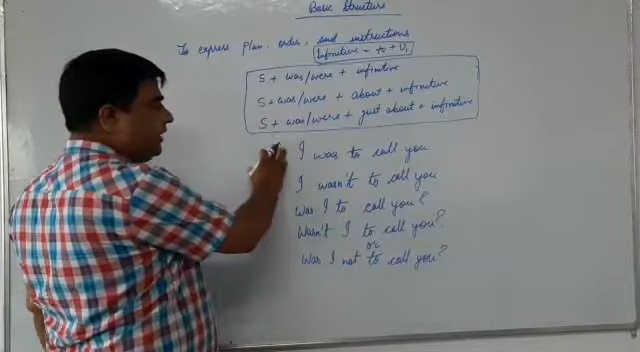 Basic Structure
To express plan, order, and instructions
Infinitive - to + V1
S + was/were + infinitive
S + was/were + about + infinitive
S + was/were + just about + infinitive
I was to call you
I wasn't to call you
Was I to call you?
Wasn't I to call you?
or
Was I not to call you?